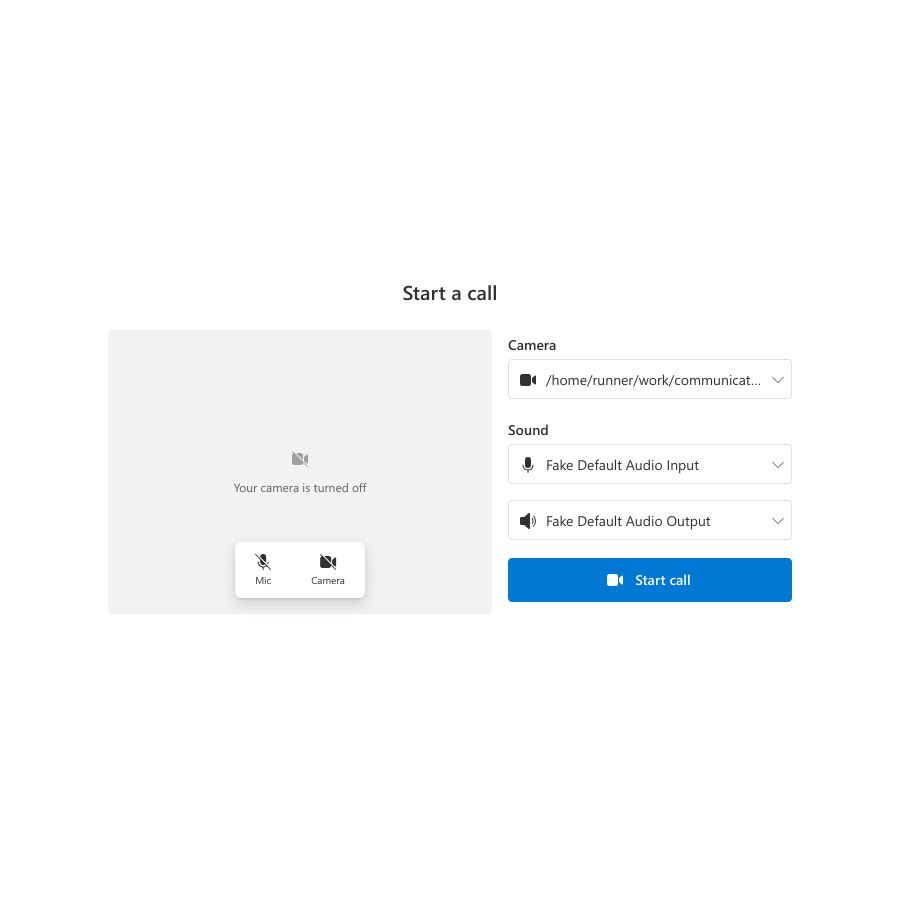 Start a call
Your camera is turned off
Mic
Camera
Camera
/home/runner/work/communicat...
Sound
Fake Default Audio Input
Fake Default Audio Output
Start call